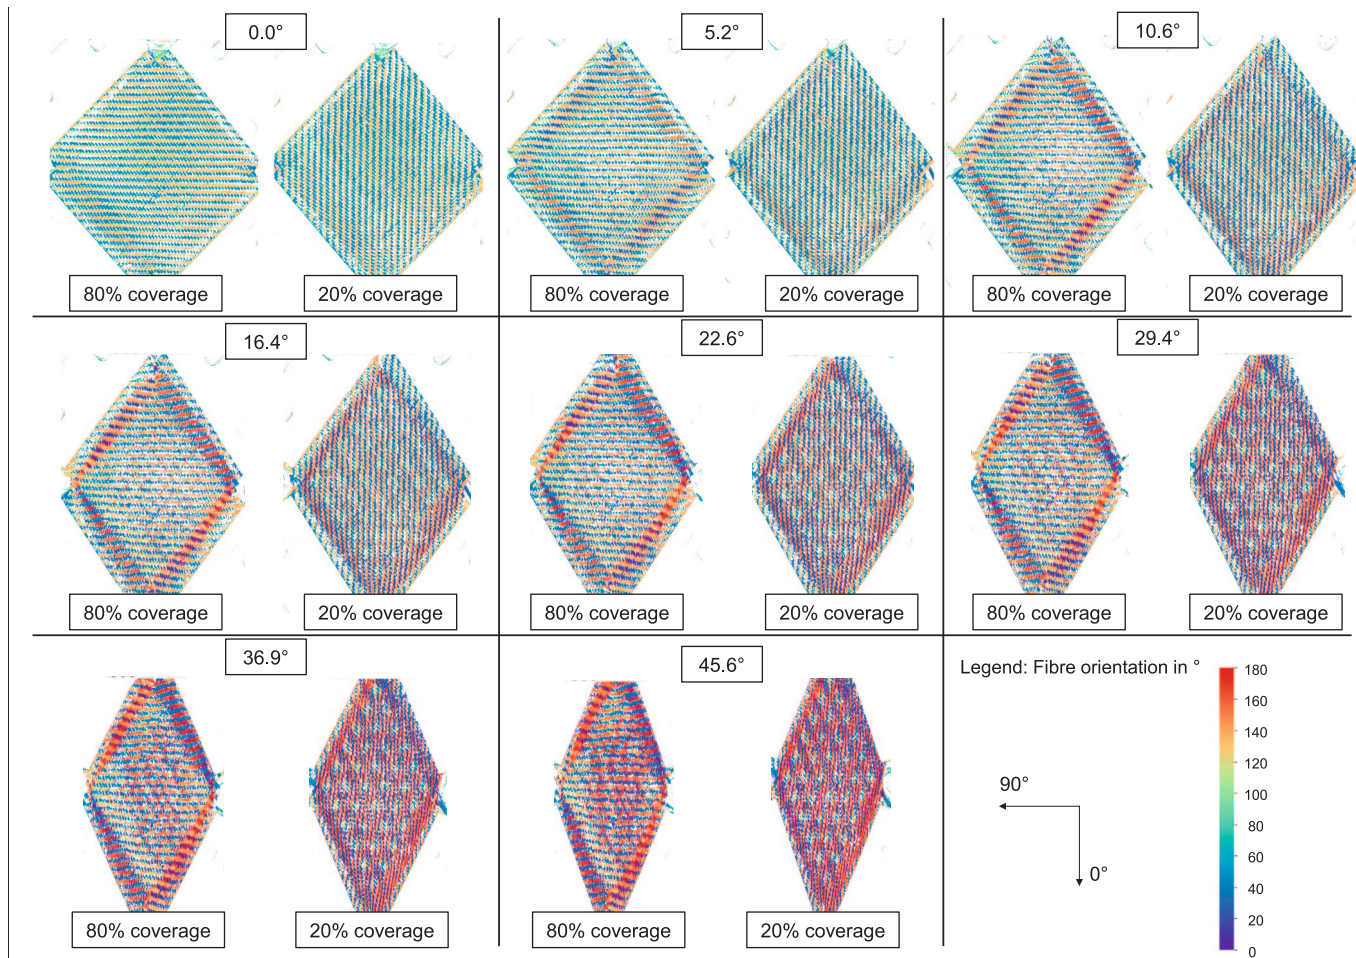 0.0°
5.2°
10.6°
80% coverage
20% coverage
80% coverage
20% coverage
80% coverage
20% coverage
16.4°
22.6°
29.4°
80% coverage
20% coverage
80% coverage
20% coverage
80% coverage
20% coverage
36.9°
45.6°
80% coverage
20% coverage
80% coverage
20% coverage
Legend: Fibre orientation in °
180
160
140
120
100
80
60
40
20
0
90°
0°